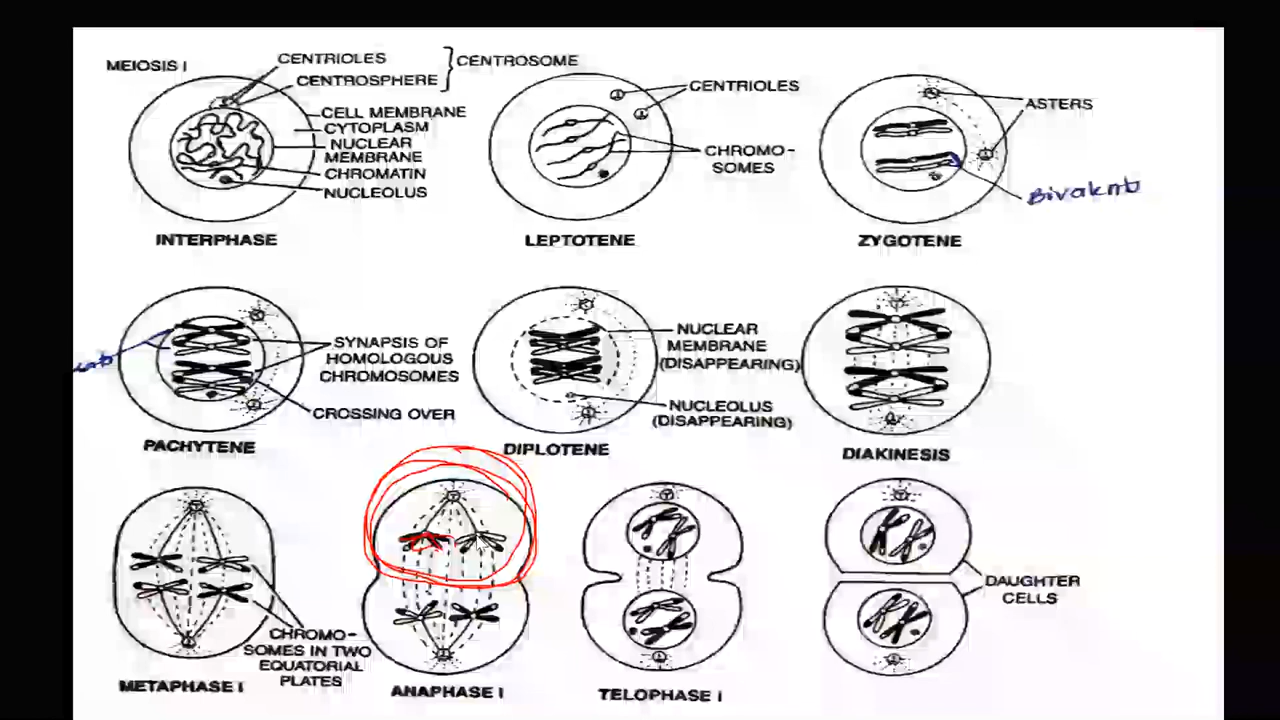 MEIOSIS I
CENTRIOLES
CENTROSPHERE
CENTROSOME
CELL MEMBRANE
CYTOPLASM
NUCLEAR
MEMBRANE
CHROMATIN
NUCLEOLUS
INTERPHASE
CENTRIOLES
CHROMO-
SOMES
LEPTOTENE
ASTERS
ZYGOTENE
SYNAPSIS OF
HOMOLOGOUS
CHROMOSOMES
CROSSING OVER
PACHYTENE
NUCLEAR
MEMBRANE
(DISAPPEARING)
NUCLEOLUS
(DISAPPEARING)
DIPLOTENE
DIAKINESIS
CHROMO-
SOMES IN TWO
EQUATORIAL
PLATES
METAPHASE I
ANAPHASE I
TELOPHASE I
DAUGHTER
CELLS